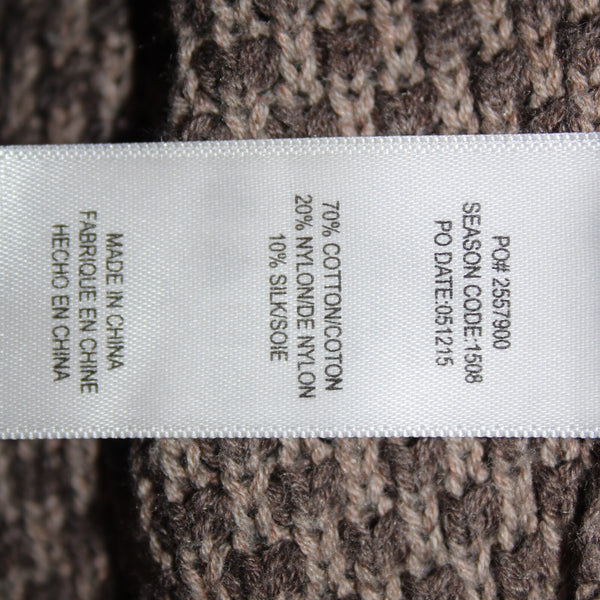 PO# 2557900
SEASON CODE:1508
PO DATE:051215
70% COTTON/COTON
20% NYLON/DE NYLON
10% SILK/SOIE
MADE IN CHINA
FABRIQUE EN CHINE
HECHO EN CHINA